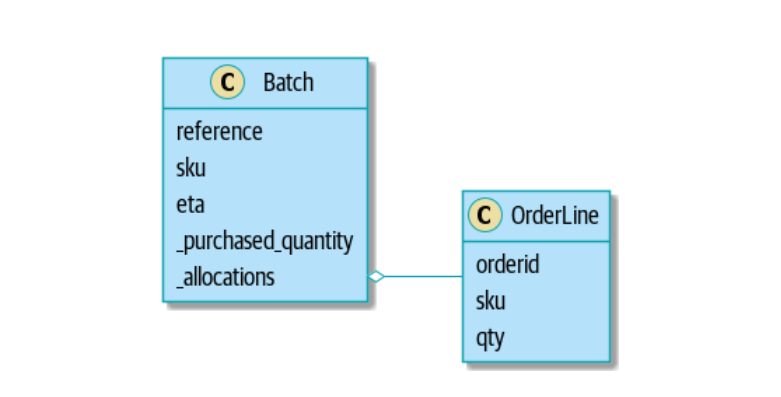 C Batch
reference
sku
eta
_purchased_quantity
_allocations
C OrderLine
orderid
sku
qty